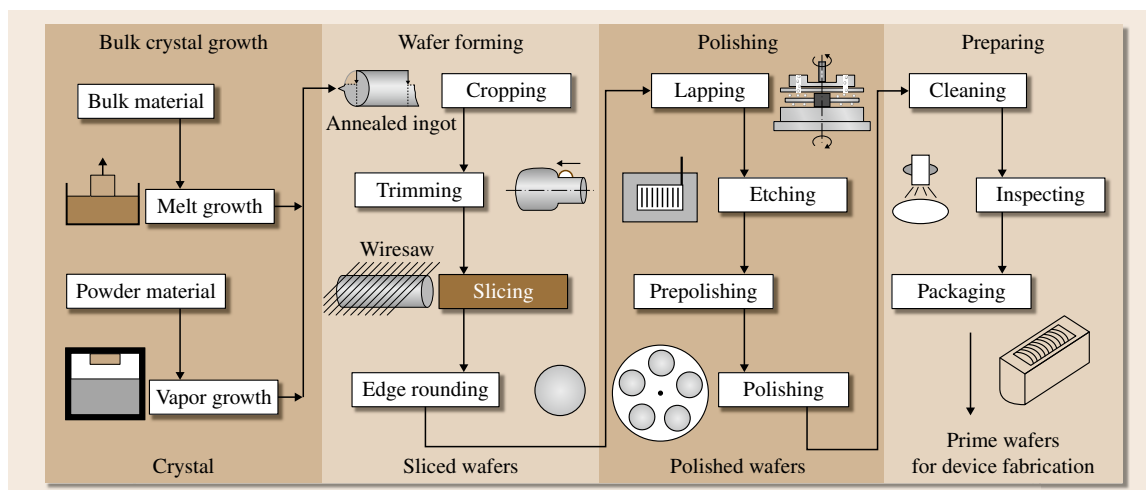 Bulk crystal growth
Bulk material
Melt growth
Powder material
Vapor growth
Crystal
Wafer forming
Annealed ingot
Cropping
Trimming
Wiresaw
Slicing
Edge rounding
Sliced wafers
Polishing
Lapping
Etching
Prepolishing
Polishing
Polished wafers
Preparing
Cleaning
Inspecting
Packaging
Prime wafers
for device fabrication